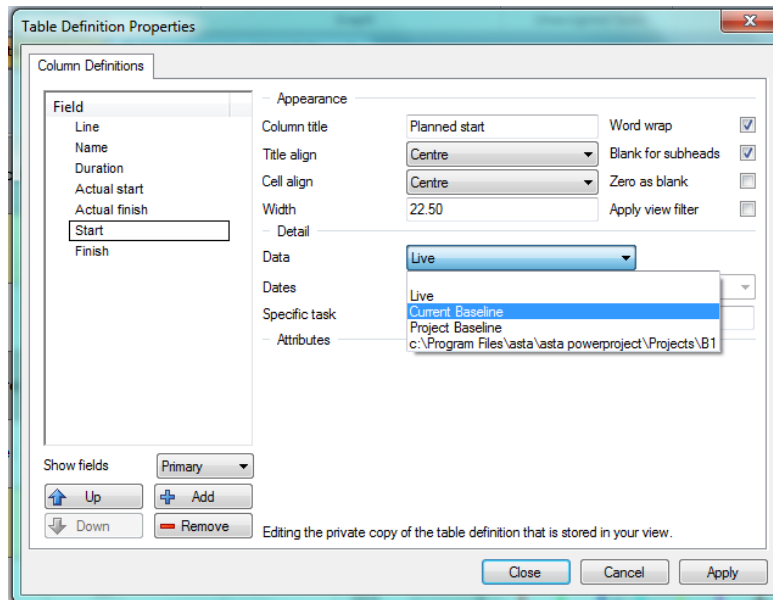 Table Definition Properties
Column Definitions
Field
Line
Name
Duration
Actual start
Actual finish
Start
Finish
Show fields Primary
Up Add
Down Remove
Appearance
Column title Planned start Word wrap
Title align Centre Blank for subheads
Cell align Centre Zero as blank
Width 22.50 Apply view filter
Detail
Data Live
Dates
Specific task
Live
Current Baseline
Project Baseline
c:\Program Files\asta\asta powerproject\Projects\B1
Attributes
Editing the private copy of the table definition that is stored in your view.
Close Cancel Apply